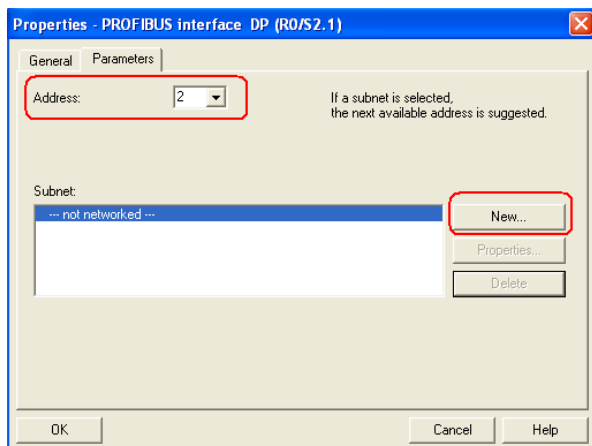 Properties - PROFIBUS interface DP (R0/S2.1)
General Parameters
Address: 2 If a subnet is selected,
the next available address is suggested.
Subnet:
--- not networked ---
New...
Properties...
Delete
OK Cancel Help